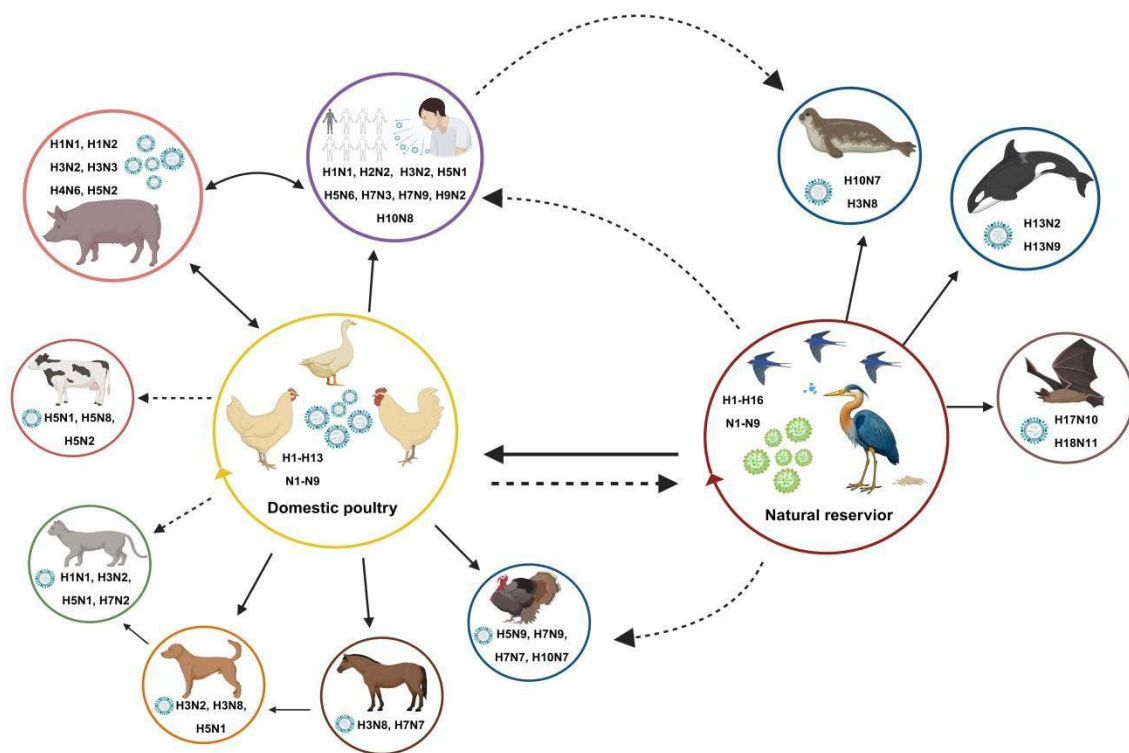 H1N1, H1N2
H3N2, H3N3
H4N6, H5N2
H1N1, H2N2, H3N2, H5N1
H5N6, H7N3, H7N9, H9N2
H10N8
H10N7
H3N8
H13N2
H13N9
H5N1, H5N8,
H5N2
H1-H13
N1-N9
Domestic poultry
H1-H16
N1-N9
Natural reservior
H17N10
H18N11
H1N1, H3N2,
H5N1, H7N2
H3N2, H3N8,
H5N1
H3N8, H7N7
H5N9, H7N9,
H7N7, H10N7